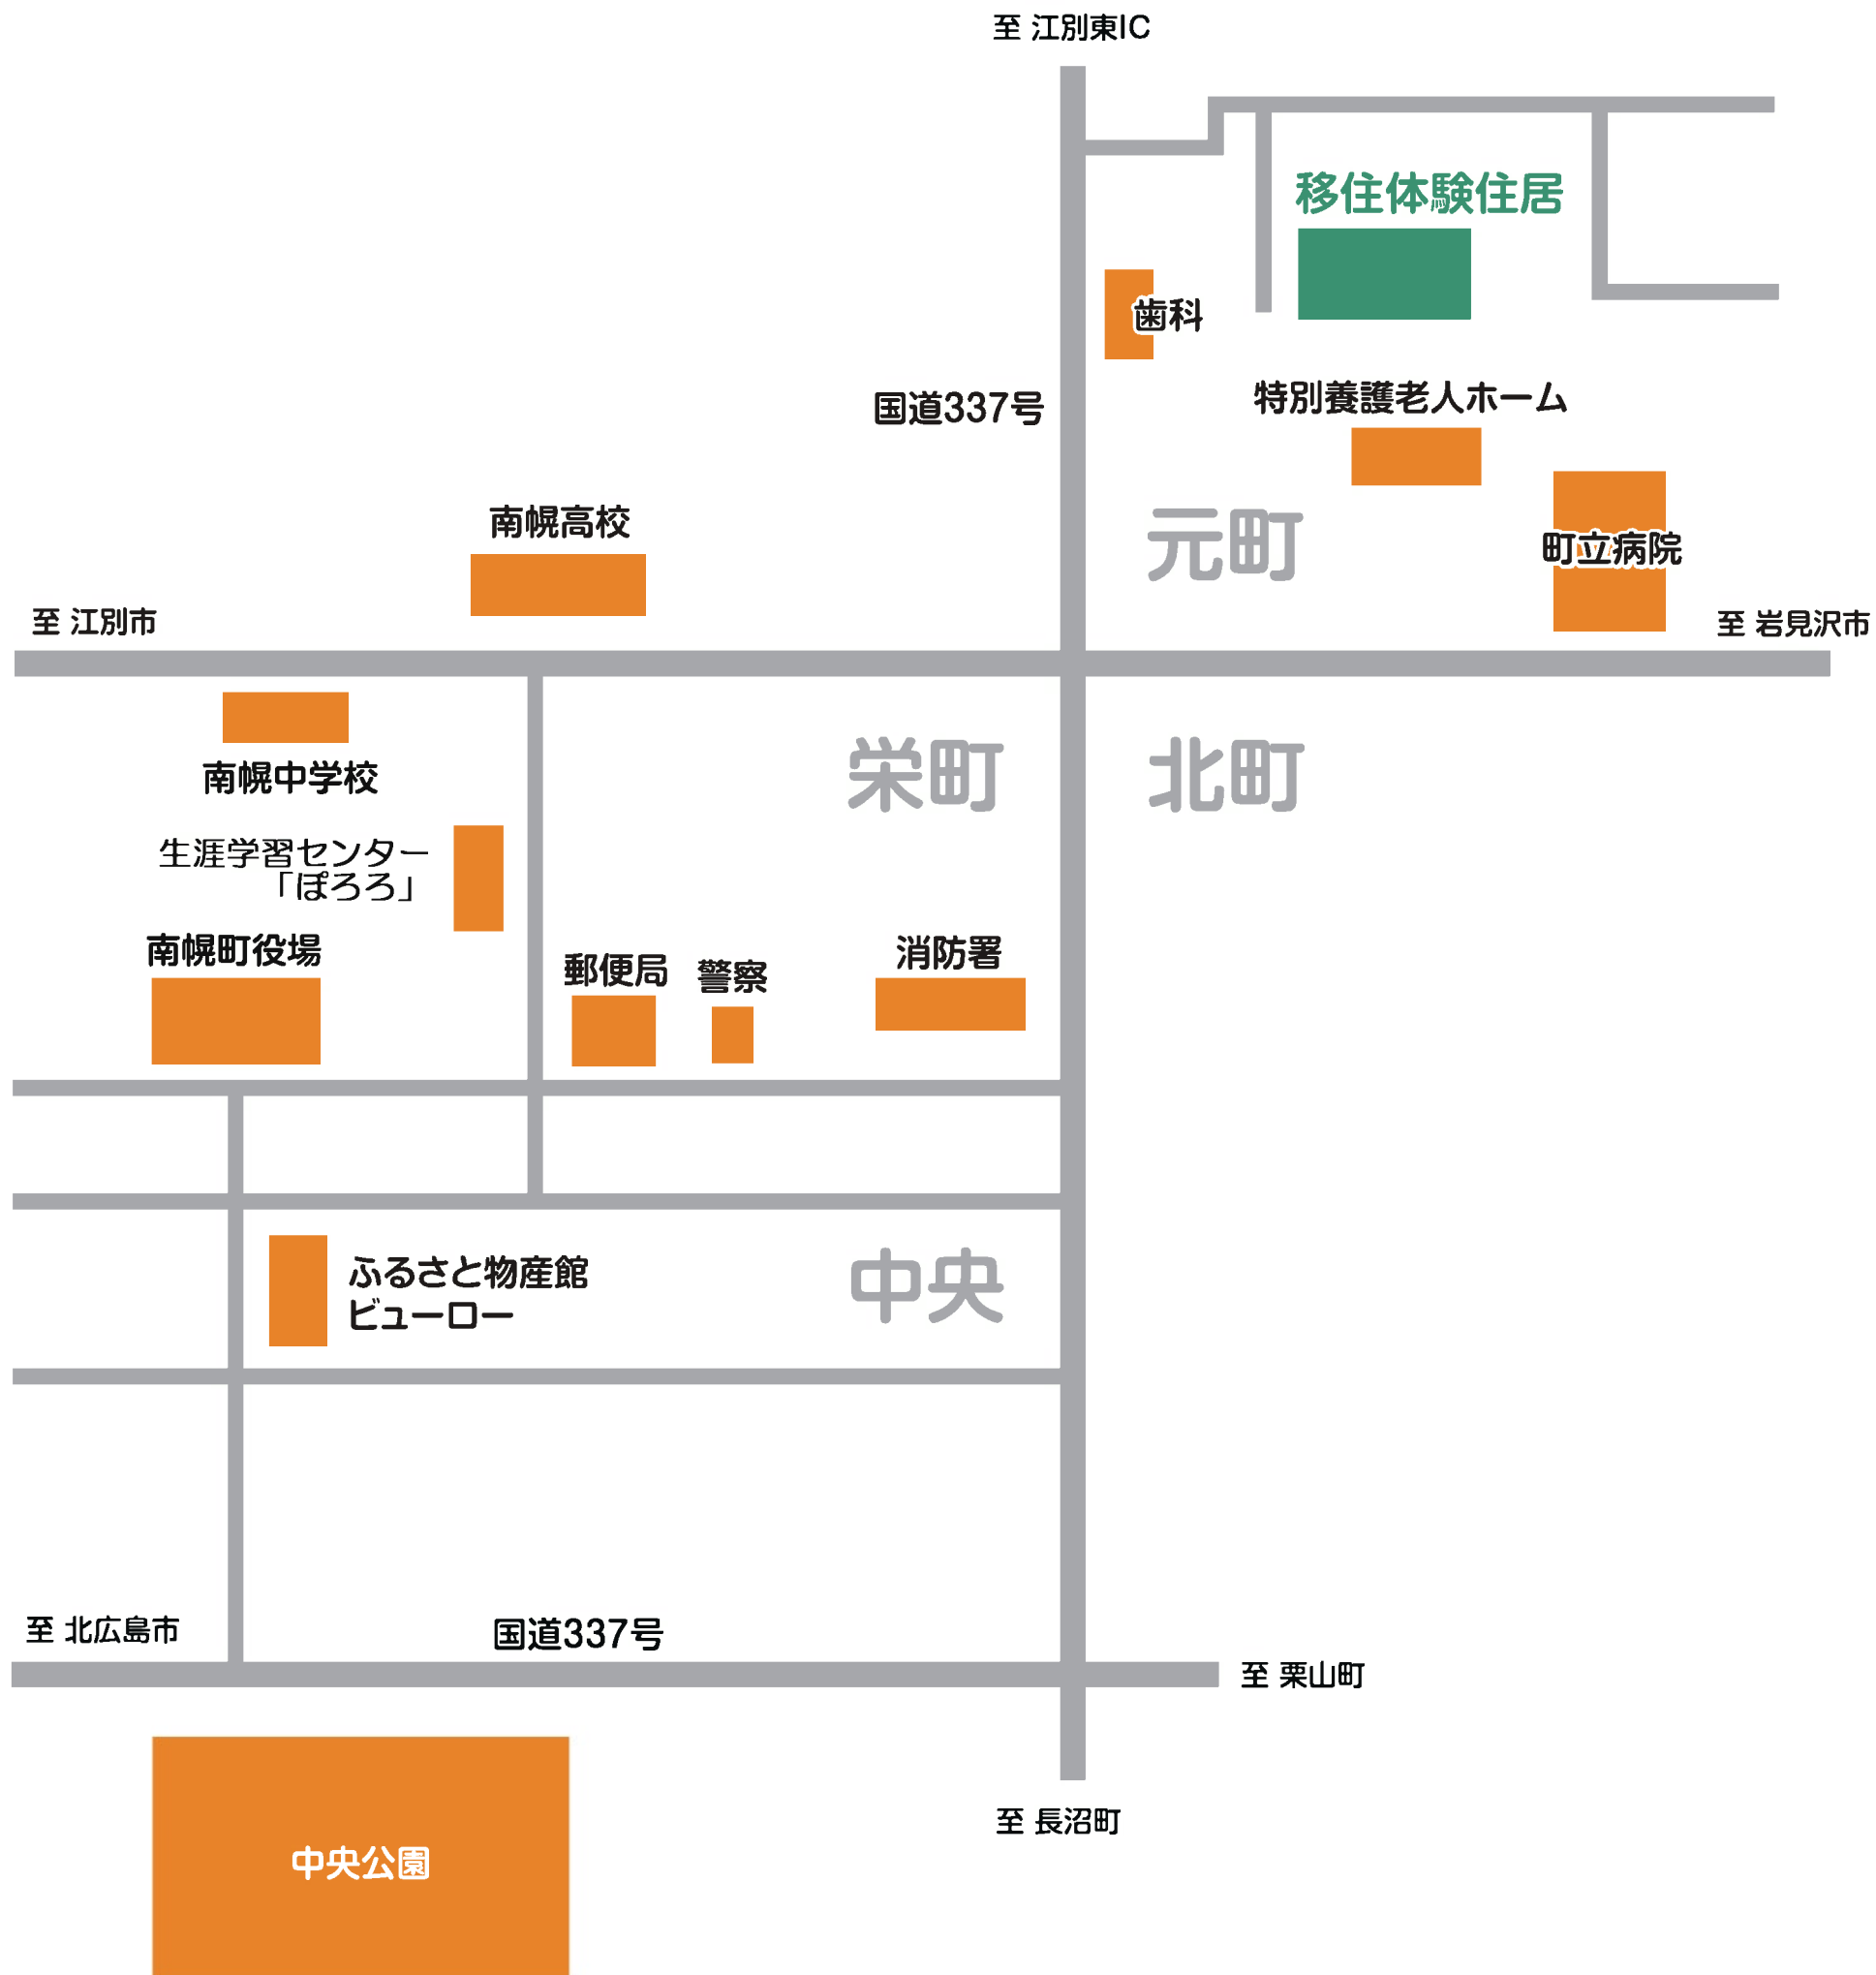 至 江別東IC
移住体験住居
歯科
国道337号
特別養護老人ホーム
南幌高校
元町
町立病院
至 江別市
至 岩見沢市
南幌中学校
栄町
北町
生涯学習センター
「ぽろろ」
南幌町役場
郵便局
警察
消防署
ふるさと物産館
ビューロー
中央
至 北広島市
国道337号
至 栗山町
至 長沼町
中央公園